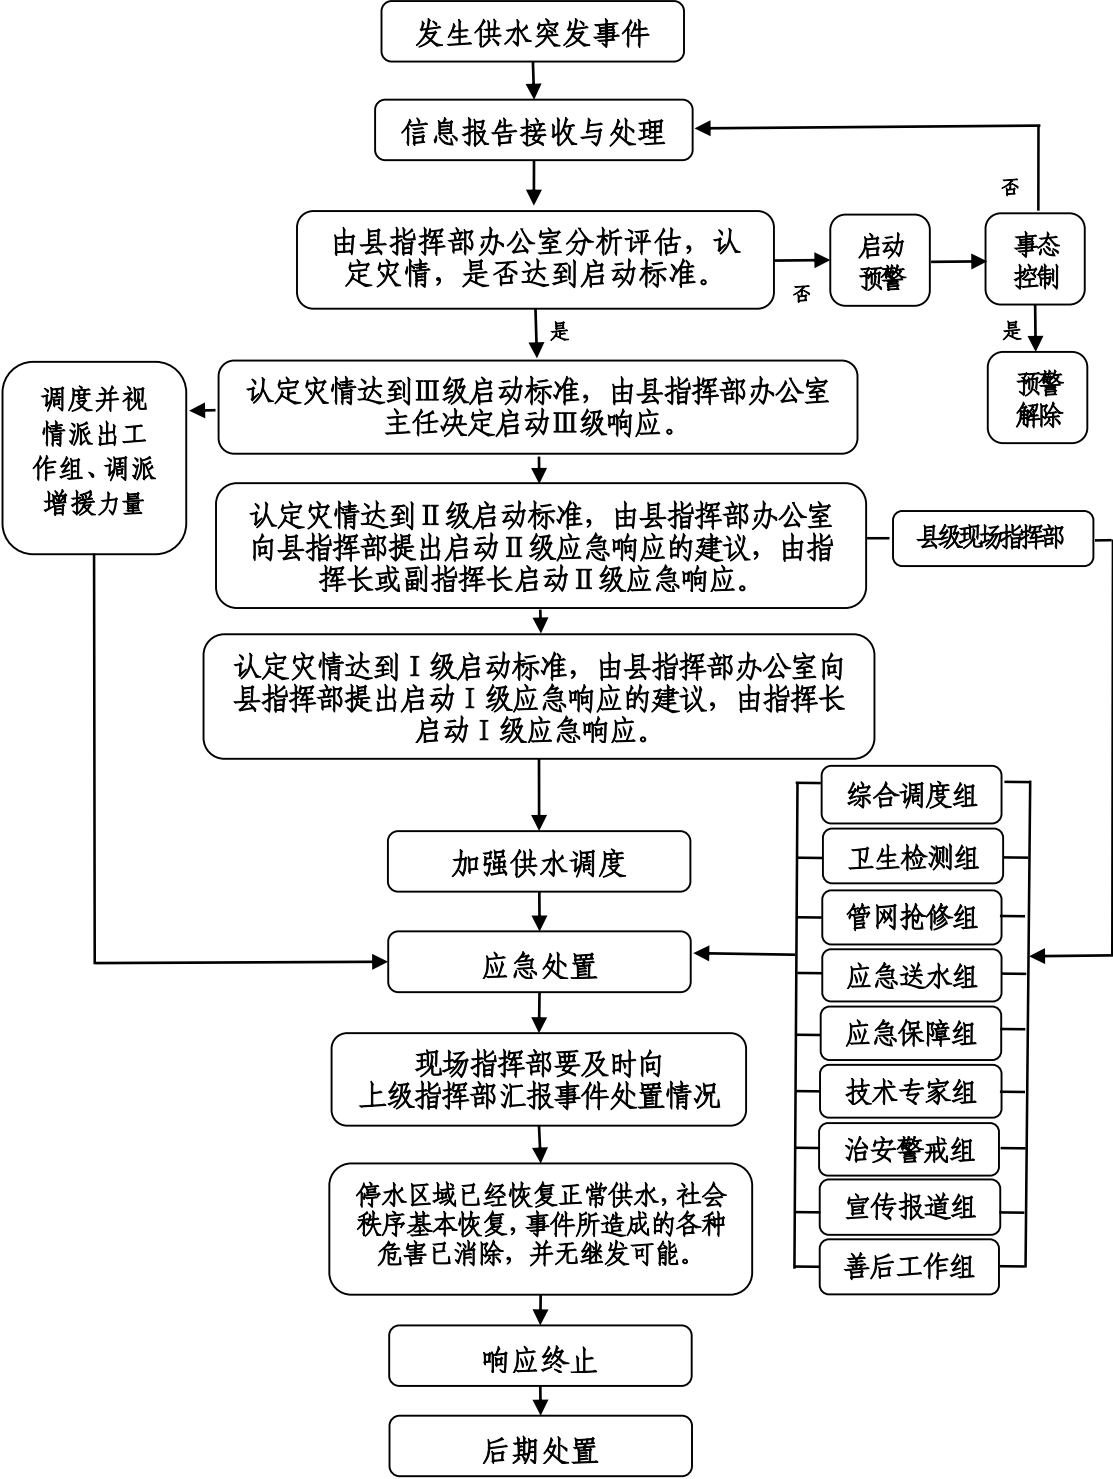 发生供水突发事件
信息报告接收与处理
否
由县指挥部办公室分析评估，认
定灾情，是否达到启动标准。
否
启动
预警
事态
控制
是
是
预警
解除
调度并视
情派出工
作组、调派
增援力量
认定灾情达到Ⅲ级启动标准，由县指挥部办公室
主任决定启动Ⅲ级响应。
认定灾情达到Ⅱ级启动标准，由县指挥部办公室
向县指挥部提出启动Ⅱ级应急响应的建议，由指
挥长或副指挥长启动Ⅱ级应急响应。
县级现场指挥部
认定灾情达到Ⅰ级启动标准，由县指挥部办公室向
县指挥部提出启动Ⅰ级应急响应的建议，由指挥长
启动Ⅰ级应急响应。
加强供水调度
应急处置
综合调度组
卫生检测组
管网抢修组
应急送水组
应急保障组
技术专家组
治安警戒组
宣传报道组
善后工作组
现场指挥部要及时向
上级指挥部汇报事件处置情况
停水区域已经恢复正常供水，社会
秩序基本恢复，事件所造成的各种
危害已消除，并无继发可能。
响应终止
后期处置